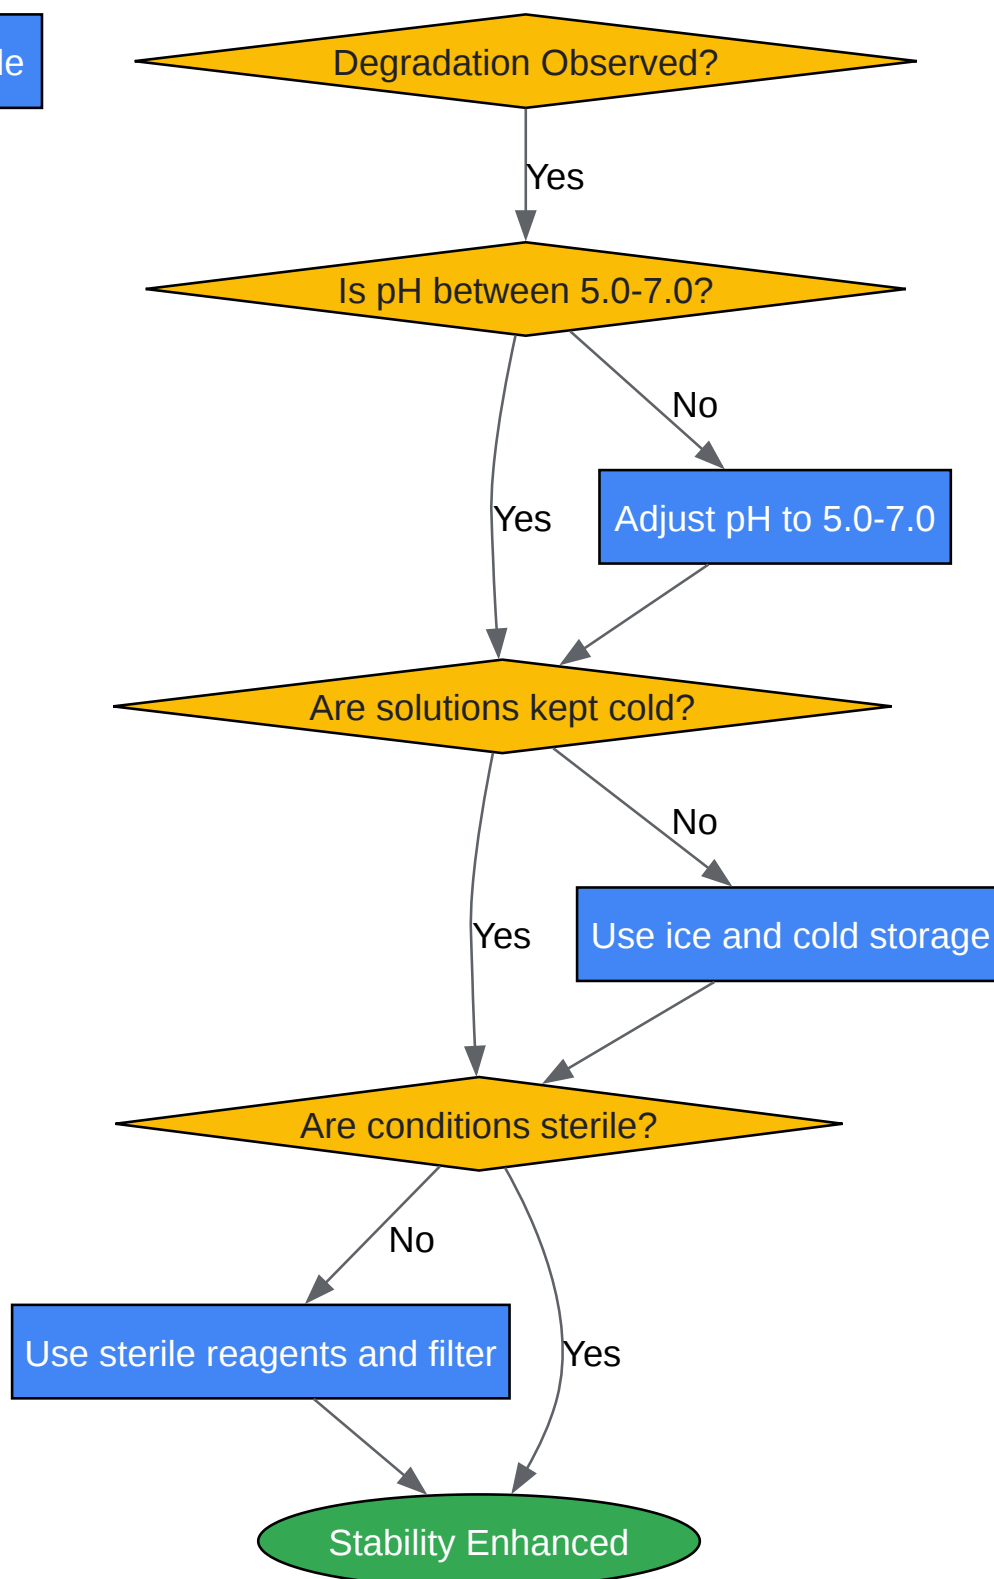 Degradation Observed?
Yes
Is pH between 5.0-7.0?
No
Yes
Adjust pH to 5.0-7.0
Are solutions kept cold?
No
Yes
Use ice and cold storage
Are conditions sterile?
No
Use sterile reagents and filter
Yes
Stability Enhanced